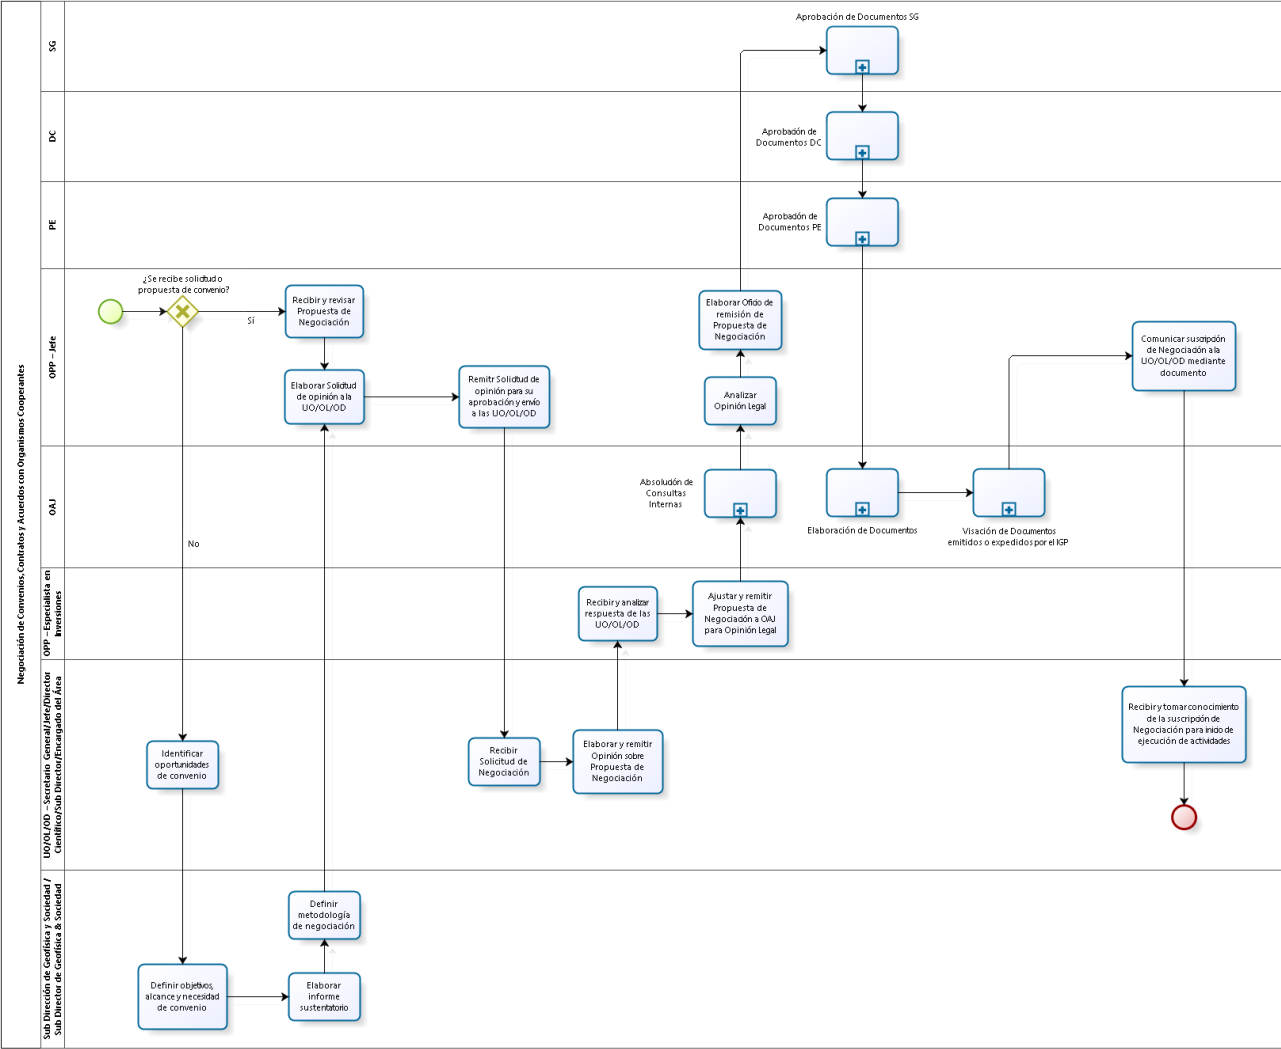 Negociación de Convenios, Contratos y Acuerdos con Organismos Cooperantes
SG
Aprobación de Documentos SG
DC
Aprobación de
Documentos DC
PE
Aprobación de
Documentos PE
OPP – Jefe
¿Se recibe solicitud o
propuesta de convenio?
Sí
No
Recibir y revisar
Propuesta de
Negociación
Elaborar Solicitud
de opinión a la
UO/OL/OD
Remitr Solicitud de
opinión para su
aprobación y envío
a las UO/OL/OD
Elaborar Oficio de
remisión de
Propuesta de
Negociación
Analizar
Opinión Legal
Comunicar suscripción
de Negociación a la
UO/OL/OD mediante
documento
OAJ
Absolución de
Consultas
Internas
Elaboración de Documentos
Visación de Documentos
emitidos o expedidos por el IGP
OPP – Especialista en
Inversiones
Recibir y analizar
respuesta de las
UO/OL/OD
Ajustar y remitir
Propuesta de
Negociación a OAJ
para Opinión Legal
UO/OL/OD – Secretario General/Jefe/Director
Científico/Sub Director/Encargado del Área
Identificar
oportunidades
de convenio
Recibir
Solicitud de
Negociación
Elaborar y remitir
Opinión sobre
Propuesta de
Negociación
Recibir y tomar conocimiento
de la suscripción de
Negociación para inicio de
ejecución de actividades
Sub Dirección de Geofísica y Sociedad /
Sub Director de Geofísica & Sociedad
Definir objetivos,
alcance y necesidad
de convenio
Elaborar
informe
sustentatorio
Definir
metodología
de negociación